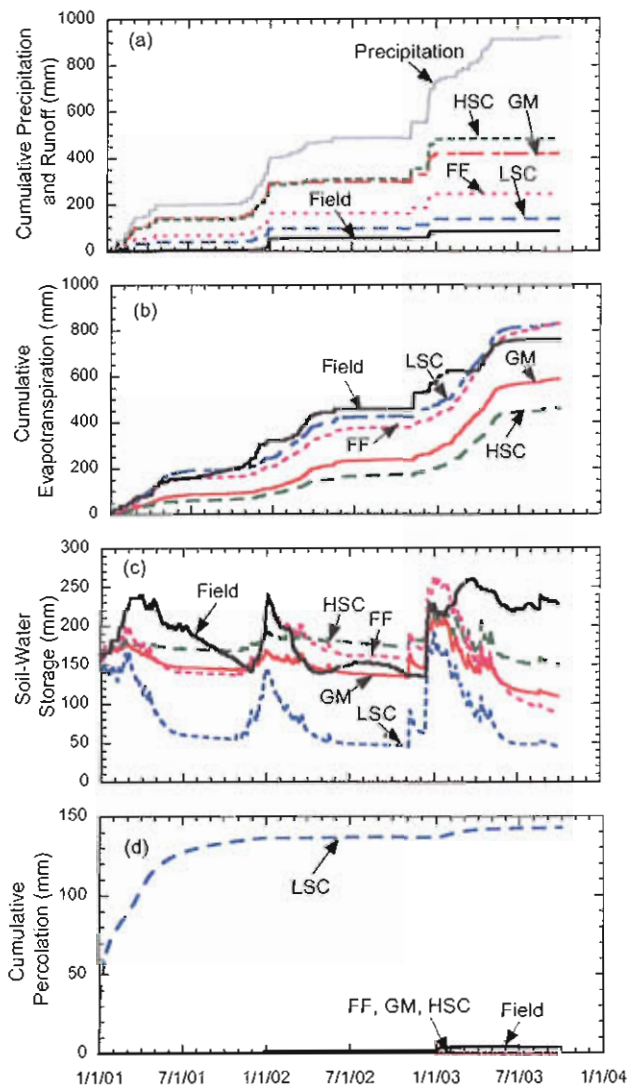 Cumulative Precipitation and Runoff (mm)
1000
800
600
400
200
0
(a)
Precipitation
HSC
GM
FF
LSC
Field
Cumulative Evapotranspiration (mm)
1000
800
600
400
200
0
(b)
Field
LSC
GM
FF
HSC
Soil-Water Storage (mm)
300
250
200
150
100
50
0
(c)
Field
HSC
FF
GM
LSC
Cumulative Percolation (mm)
150
100
50
0
(d)
LSC
FF, GM, HSC
Field
1/1/01 7/1/01 1/1/02 7/1/02 1/1/03 7/1/03 1/1/04